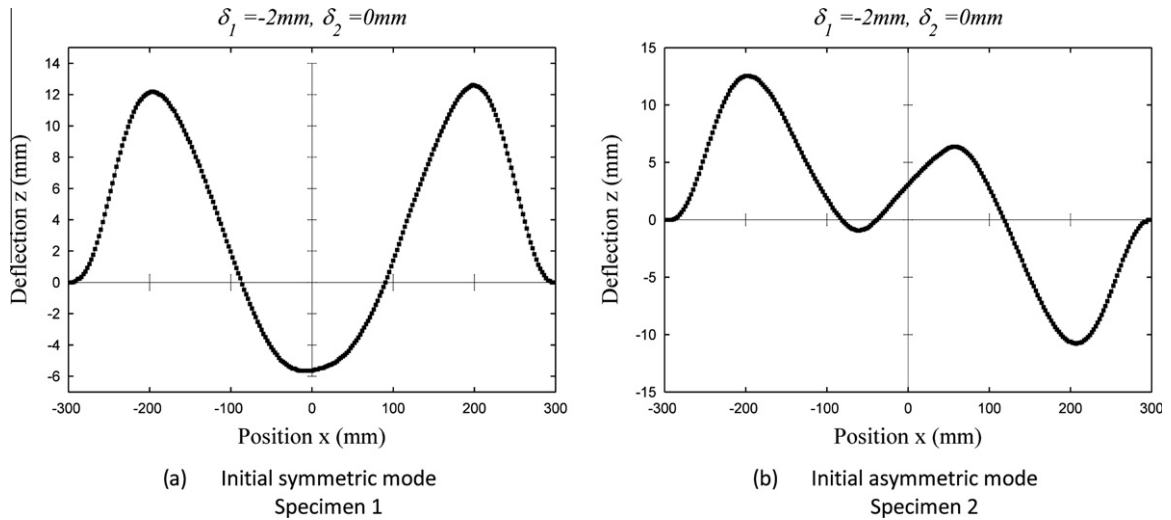 δ1 =-2mm, δ2 =0mm
14
12
10
8
6
4
2
0
-2
-4
-6
Deflection z (mm)
-300 -200 -100 0 100 200 300
Position x (mm)
(a) Initial symmetric mode
Specimen 1
δ1 =-2mm, δ2 =0mm
15
10
5
0
-5
-10
-15
Deflection z (mm)
-300 -200 -100 0 100 200 300
Position x (mm)
(b) Initial asymmetric mode
Specimen 2